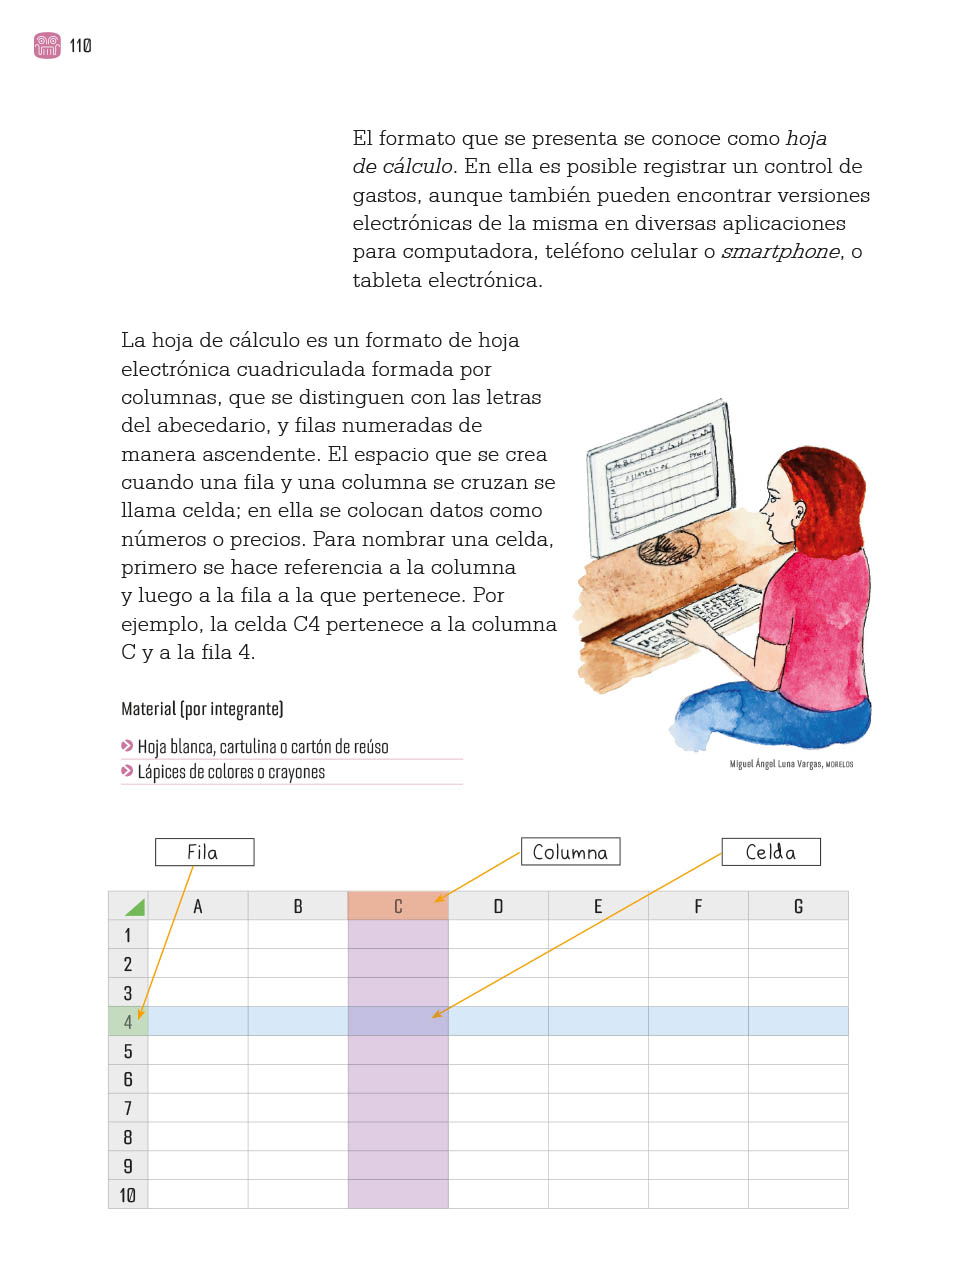 110
El formato que se presenta se conoce como hoja
de cálculo. En ella es posible registrar un control de
gastos, aunque también pueden encontrar versiones
electrónicas de la misma en diversas aplicaciones
para computadora, teléfono celular o smartphone, o
tableta electrónica.
La hoja de cálculo es un formato de hoja
electrónica cuadriculada formada por
columnas, que se distinguen con las letras
del abecedario, y filas numeradas de
manera ascendente. El espacio que se crea
cuando una fila y una columna se cruzan se
llama celda; en ella se colocan datos como
números o precios. Para nombrar una celda,
primero se hace referencia a la columna
y luego a la fila a la que pertenece. Por
ejemplo, la celda C4 pertenece a la columna
C y a la fila 4.
Miguel Ángel Luna Vargas, MORELOS
Material (por integrante)
Hoja blanca, cartulina o cartón de reúso
Lápices de colores o crayones
Fila Columna Celda
A B C D E F G
1
2
3
4
5
6
7
8
9
10